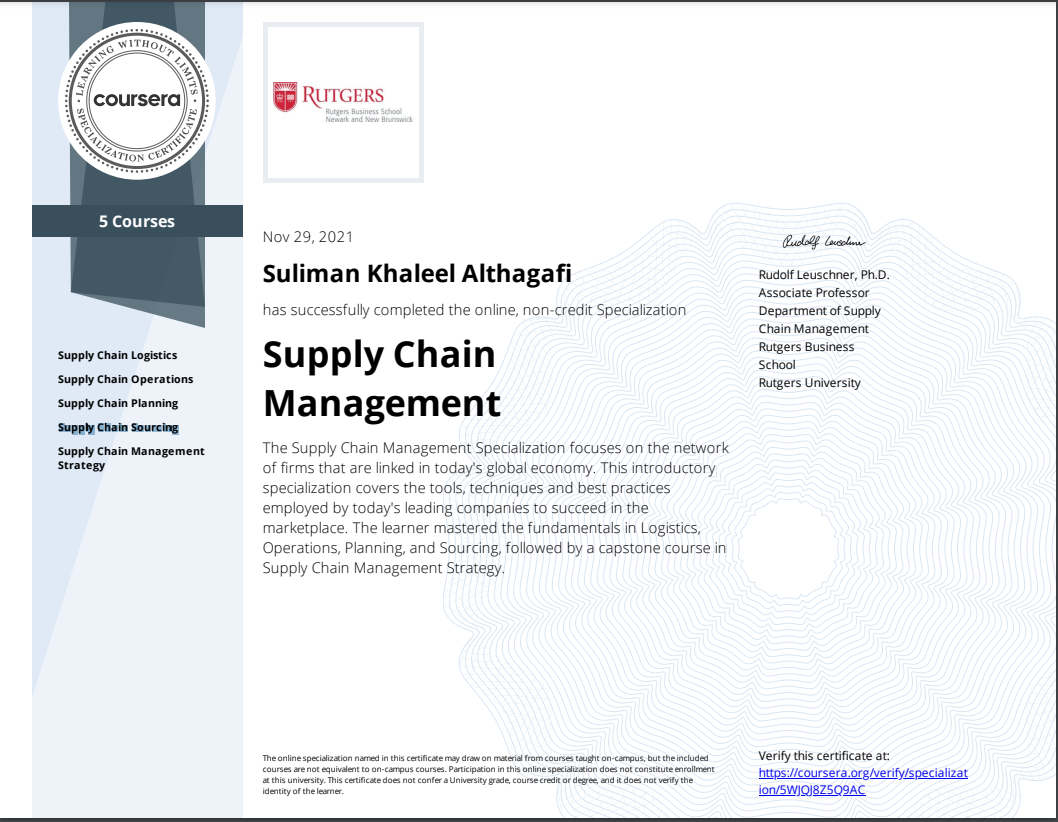 LEARNING WITHOUT LIMITS
coursera
SPECIALIZATION CERTIFICATE
5 Courses
Supply Chain Logistics
Supply Chain Operations
Supply Chain Planning
Supply Chain Sourcing
Supply Chain Management
Strategy
RUTGERS
Rutgers Business School
Newark and New Brunswick
Nov 29, 2021
Suliman Khaleel Althagafi
has successfully completed the online, non-credit Specialization
Supply Chain
Management
The Supply Chain Management Specialization focuses on the network
of firms that are linked in today's global economy. This introductory
specialization covers the tools, techniques and best practices
employed by today's leading companies to succeed in the
marketplace. The learner mastered the fundamentals in Logistics,
Operations, Planning, and Sourcing, followed by a capstone course in
Supply Chain Management Strategy.
Rudolf Leuschner
Rudolf Leuschner, Ph.D.
Associate Professor
Department of Supply
Chain Management
Rutgers Business
School
Rutgers University
The online specialization named in this certificate may draw on material from courses taught on-campus, but the included
courses are not equivalent to on-campus courses. Participation in this online specialization does not constitute enrollment
at this university. This certificate does not confer a University grade, course credit or degree, and it does not verify the
identity of the learner.
Verify this certificate at:
https://coursera.org/verify/specializat
ion/5WJQJ8Z5Q9AC